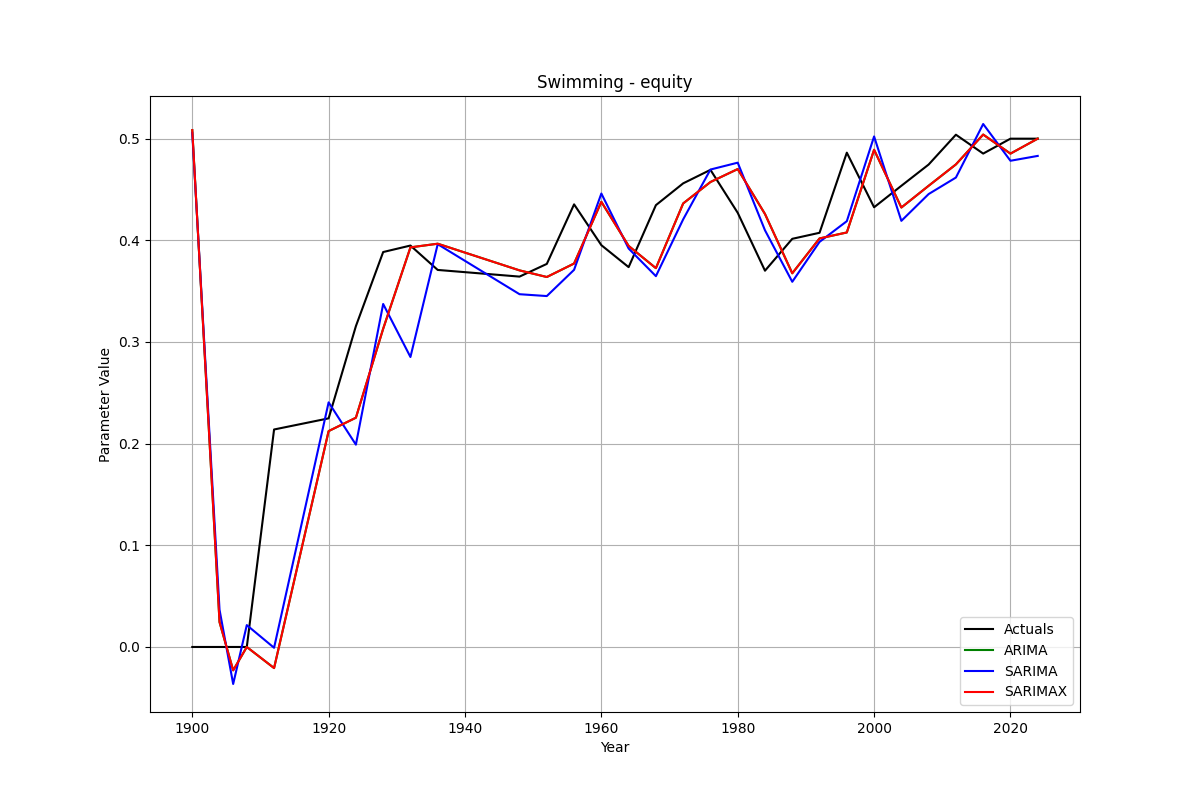 Swimming - equity
Parameter Value
0.5
0.4
0.3
0.2
0.1
0.0
1900 1920 1940 1960 1980 2000 2020
Year
Actuals
ARIMA
SARIMA
SARIMAX